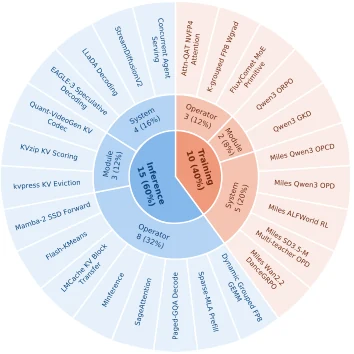 Training
10 (40%)
Operator
3 (12%)
Module
2 (8%)
System
5 (20%)
Attn-QAT NVFP4
Attention
K-grouped FP8 Wgrad
Flux/Comet MoE
Primitive
Qwen3 ORPO
Qwen3 GKD
Miles Qwen3 OPCD
Miles Qwen3 OPD
Miles ALFWorld RL
Miles SD3.5-M
Multi-teacher OPD
Miles Wan2.2
DanceGRPO
Inference
15 (60%)
Operator
8 (32%)
Module
3 (12%)
System
4 (16%)
Dynamic Grouped FP8
GEMM
Sparse-MLA Prefill
Paged-GQA Decode
SageAttention
MInference
LMCache KV Block
Transfer
Flash-KMeans
Mamba-2 SSD Forward
kvpress KV Eviction
KVzip KV Scoring
Quant-VideoGen KV
Codec
EAGLE-3 Speculative
Decoding
LLaDA Decoding
StreamDiffusionV2
Concurrent Agent
Serving